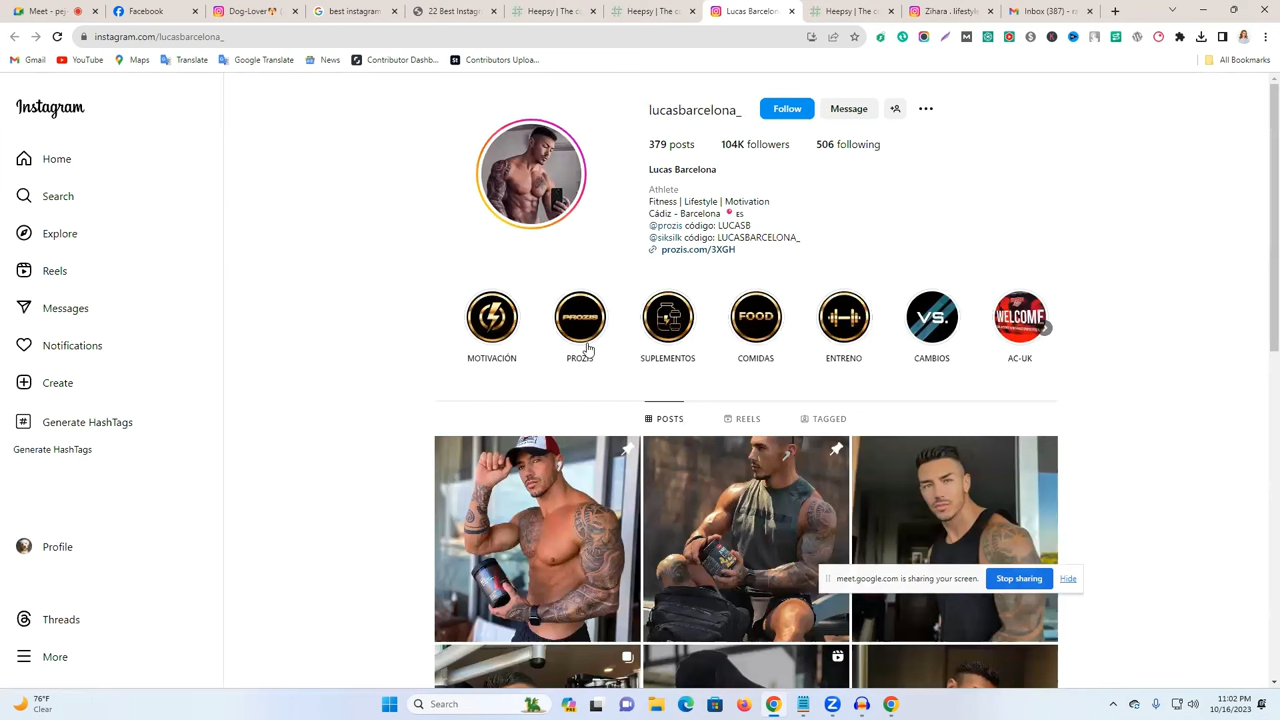 Meet - pej
Facebook
Dog-Lover
best instagram
22 Best Instag
Heepsy | The c
Heepsy | The c
Lucas Barcelon
Heepsy | The c
Zihara . lifestyle
Inbox (387) - r
instagram.com/lucasbarcelona_
Gmail
YouTube
Maps
Translate
Google Translate
News
Contributor Dashb...
Contributors Uploa...
All Bookmarks
Instagram
Home
Search
Explore
Reels
Messages
Notifications
Create
Generate HashTags
Generate HashTags
Profile
Threads
More
lucasbarcelona_
Follow
Message
379 posts
104K followers
506 following
Lucas Barcelona
Athlete
Fitness | Lifestyle | Motivation
Cádiz - Barcelona 📍 ES
@prozis código: LUCASB
@siksilk código: LUCASBARCELONA_
prozis.com/3XGH
PROZIS
FOOD
VS.
WELCOME
MOTIVACIÓN
PROZIS
SUPLEMENTOS
COMIDAS
ENTRENO
CAMBIOS
AC-UK
POSTS
REELS
TAGGED
meet.google.com is sharing your screen.
Stop sharing
Hide
76°F
Clear
Search
11:02 PM
10/16/2023